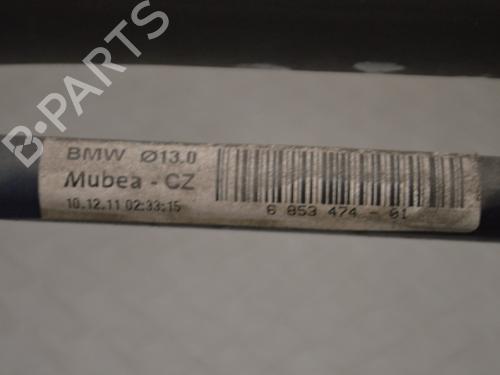 B-PARTS
BMW Ø13.0
Mubea - CZ
10.12.11 02:33:15
6 853 474 - 01